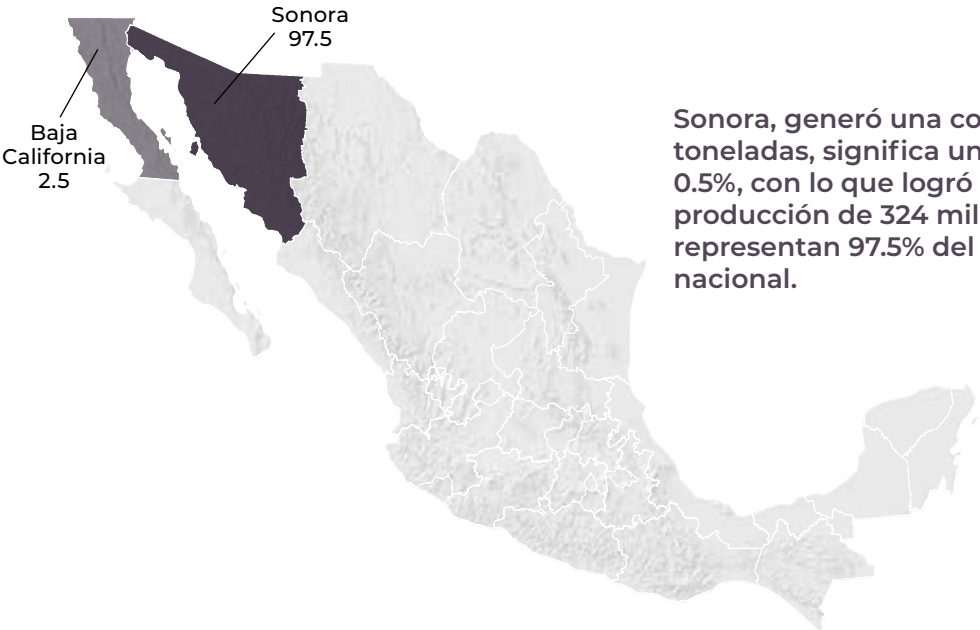 Sonora
97.5
Baja
California
2.5
Sonora, generó una co
toneladas, significa un
0.5%, con lo que logró
producción de 324 mil
representan 97.5% del
nacional.